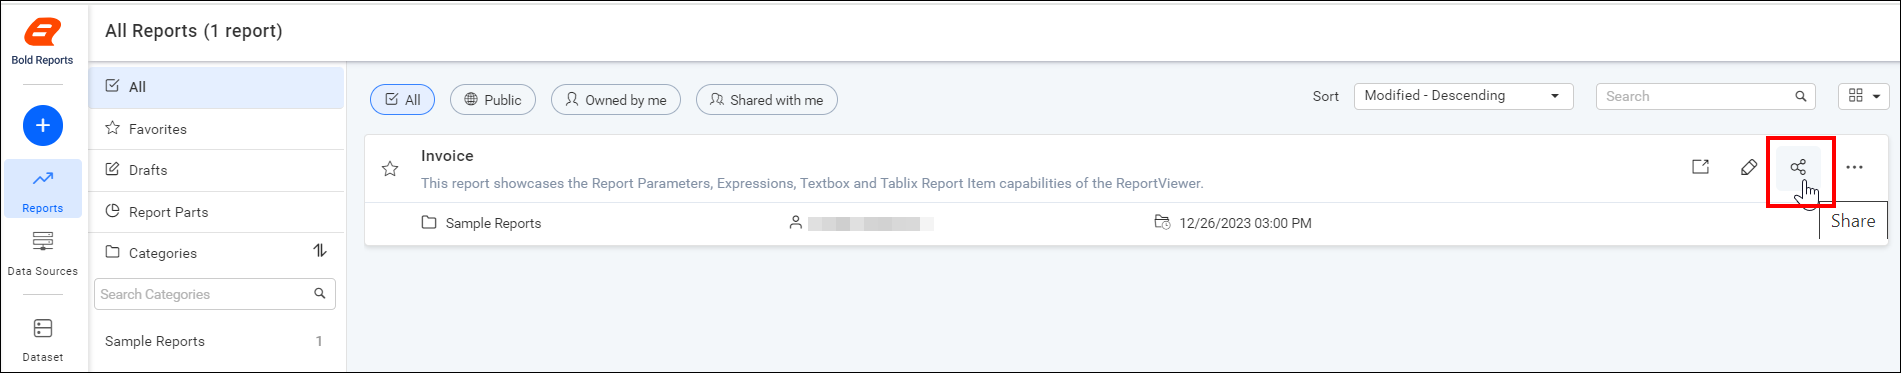 Bold Reports
Reports
Data Sources
Dataset
All Reports (1 report)
All
Favorites
Drafts
Report Parts
Categories
Search Categories
Sample Reports 1
All Public Owned by me Shared with me
Sort Modified - Descending Search
Invoice
This report showcases the Report Parameters, Expressions, Textbox and Tablix Report Item capabilities of the ReportViewer.
Sample Reports 12/26/2023 03:00 PM
Share